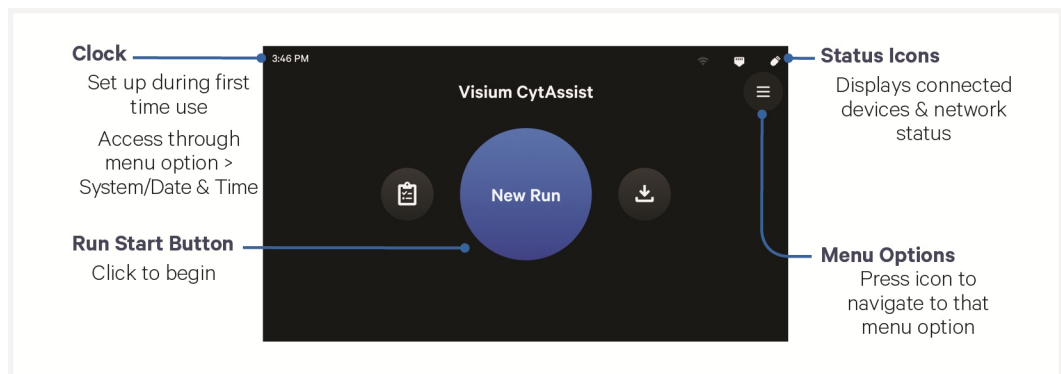 Clock
Set up during first
time use
Access through
menu option >
System/Date & Time
Run Start Button
Click to begin
3:46 PM
Visium CytAssist
New Run
Status Icons
Displays connected
devices & network
status
Menu Options
Press icon to
navigate to that
menu option